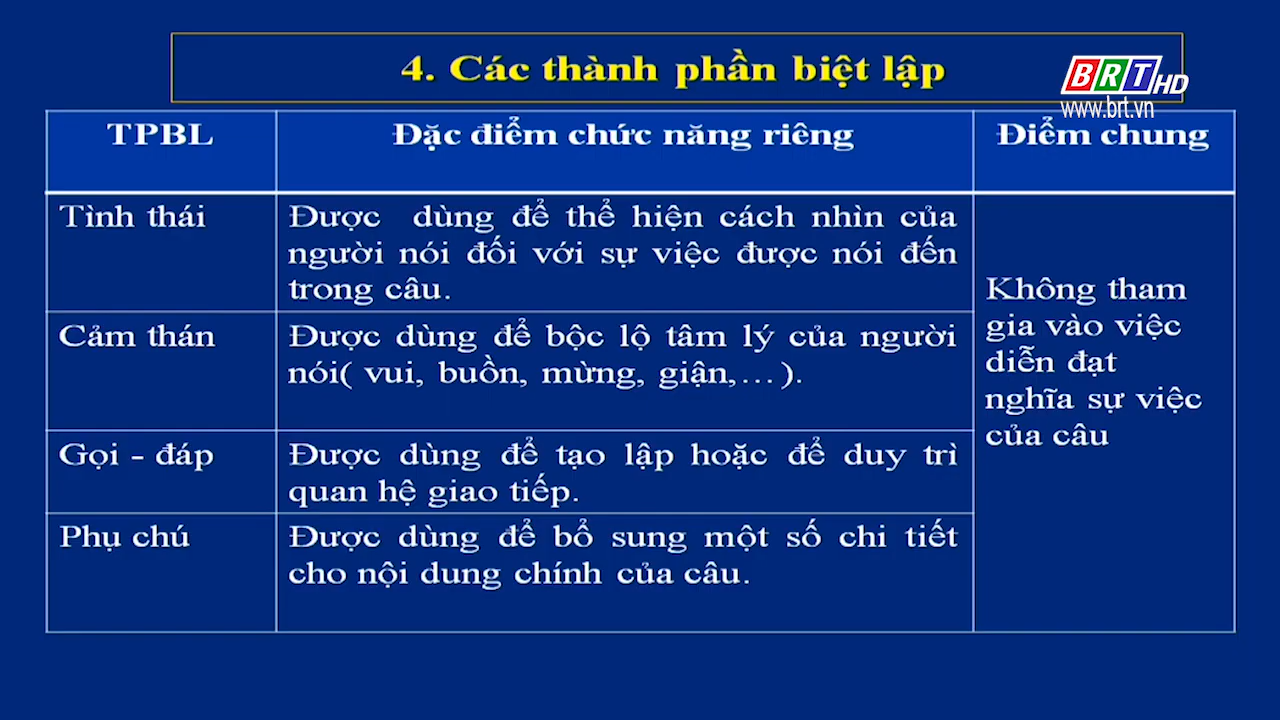 4. Các thành phần biệt lập
BRT HD
www.brt.vn
TPBL
Đặc điểm chức năng riêng
Điểm chung
Tình thái
Được dùng để thể hiện cách nhìn của
người nói đối với sự việc được nói đến
trong câu.
Cảm thán
Được dùng để bộc lộ tâm lý của người
nói( vui, buồn, mừng, giận,…).
Gọi - đáp
Được dùng để tạo lập hoặc để duy trì
quan hệ giao tiếp.
Phụ chú
Được dùng để bổ sung một số chi tiết
cho nội dung chính của câu.
Không tham
gia vào việc
diễn đạt
nghĩa sự việc
của câu